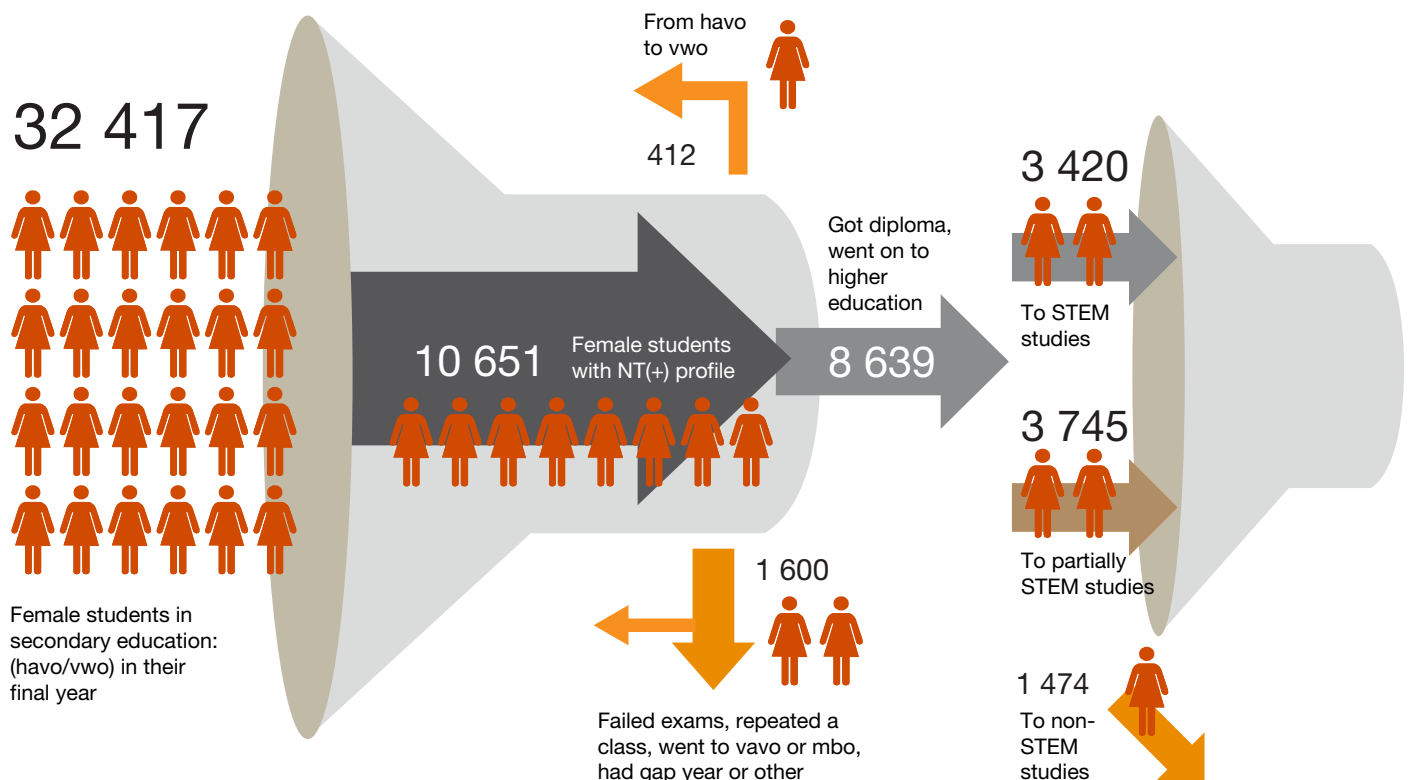 32 417
Female students in
secondary education:
(havo/vwo) in their
final year
From havo
to vwo
412
10 651
Female students
with NT(+) profile
Got diploma,
went on to
higher
education
8 639
1 600
Failed exams, repeated a
class, went to vavo or mbo,
had gap year or other
3 420
To STEM
studies
3 745
To partially
STEM studies
1 474
To non-
STEM
studies